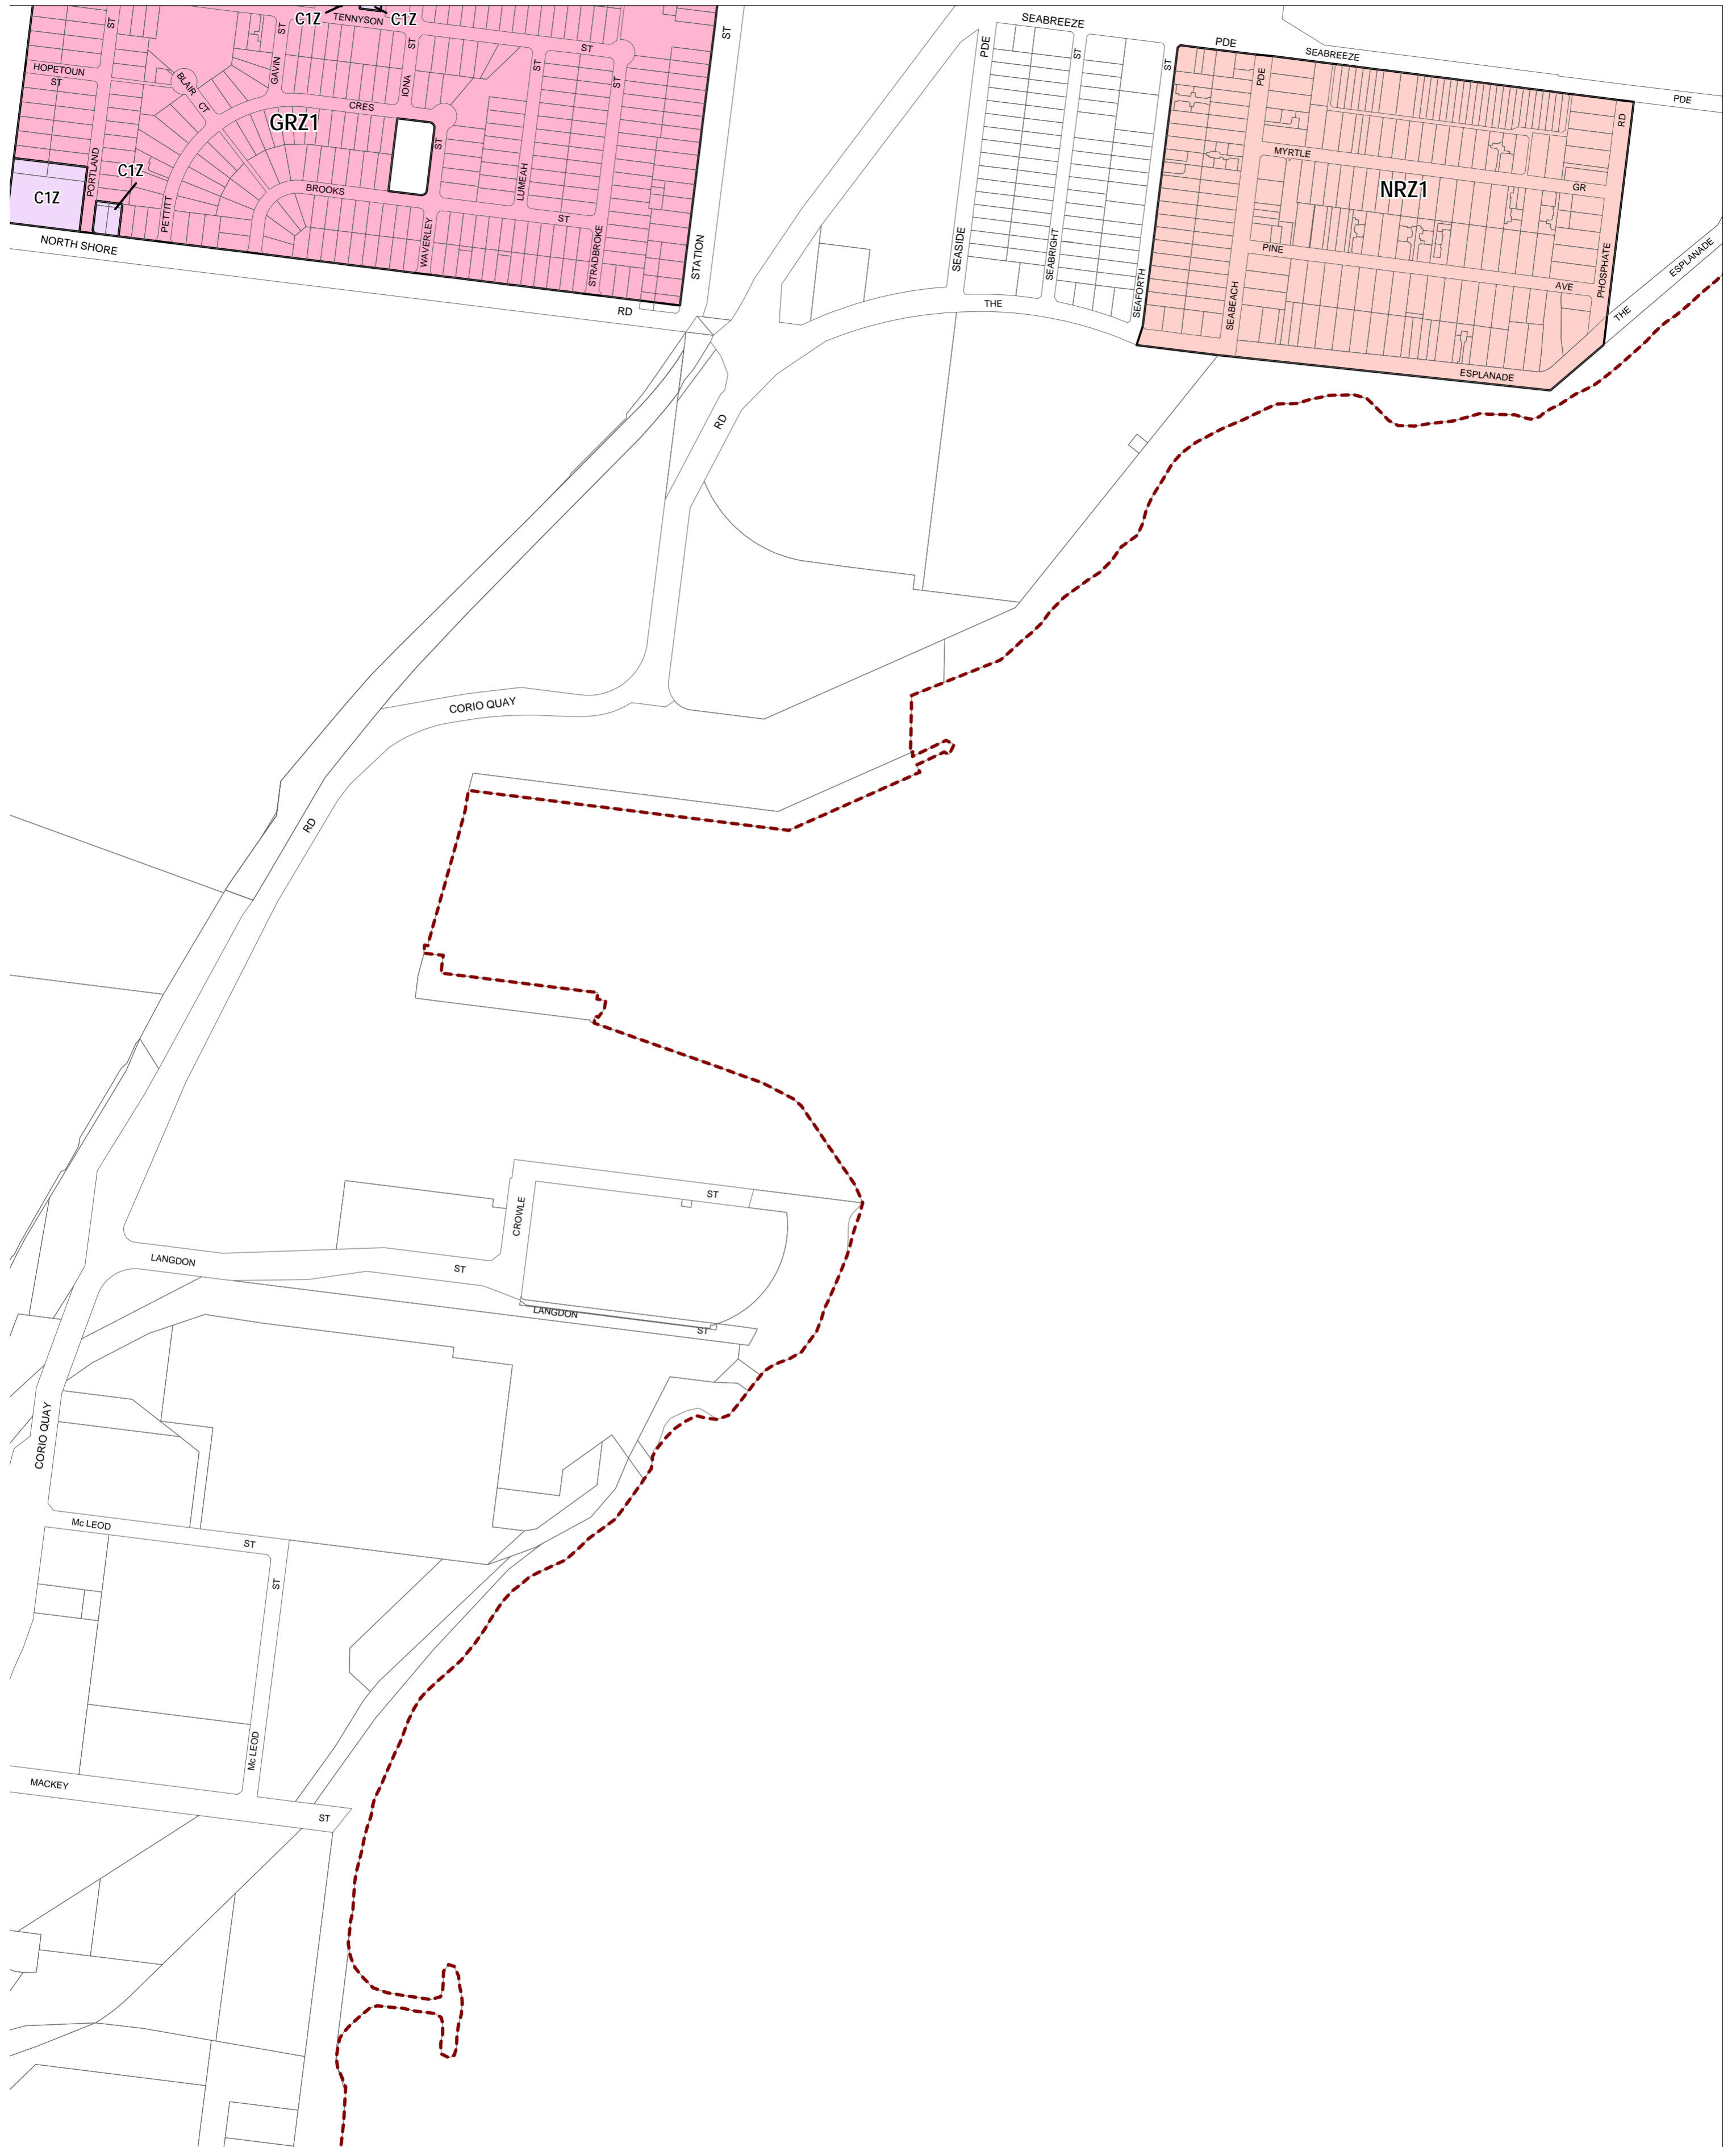 C1Z
C1Z
TENNYSON
ST
ST
ST
ST
HOPETOUN
ST
BLAIR
CT
GAVIN
IONA
ST
ST
CRES
GRZ1
ST
PORTLAND
C1Z
C1Z
PETTITT
BROOKS
LUMEAH
ST
WAVERLEY
STRADBROKE
STATION
ST
NORTH SHORE
RD
SEABREEZE
PDE
ST
ST
PDE
SEABREEZE
PDE
PDE
RD
MYRTLE
GR
NRZ1
PINE
AVE
SEASIDE
SEABRIGHT
SEAFORTH
SEABEACH
PHOSPHATE
ESPLANADE
THE
THE
ESPLANADE
RD
CORIO QUAY
RD
CROWLE
ST
LANGDON
ST
LANGDON
ST
CORIO QUAY
Mc LEOD
ST
ST
Mc LEOD
MACKEY
ST